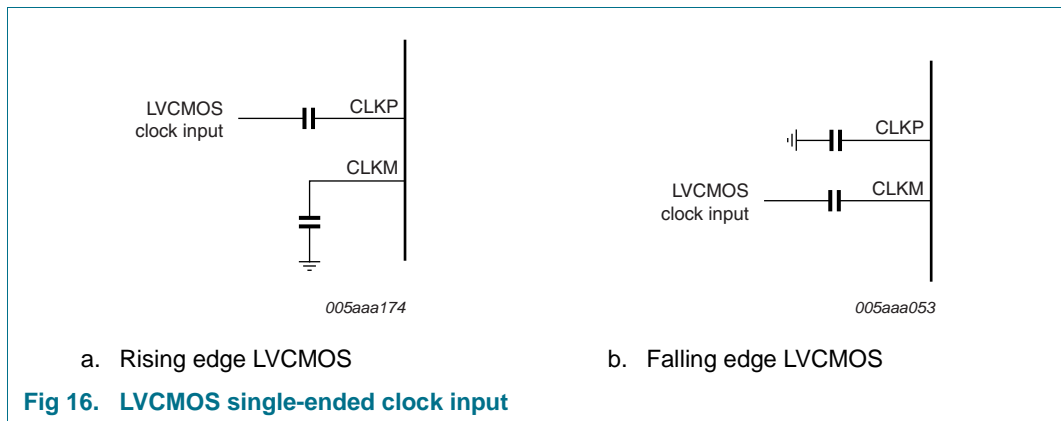 LVCMOS
clock input
CLKP
CLKM
005aaa174
a. Rising edge LVCMOS
CLKP
LVCMOS
clock input
CLKM
005aaa053
b. Falling edge LVCMOS
Fig 16. LVCMOS single-ended clock input